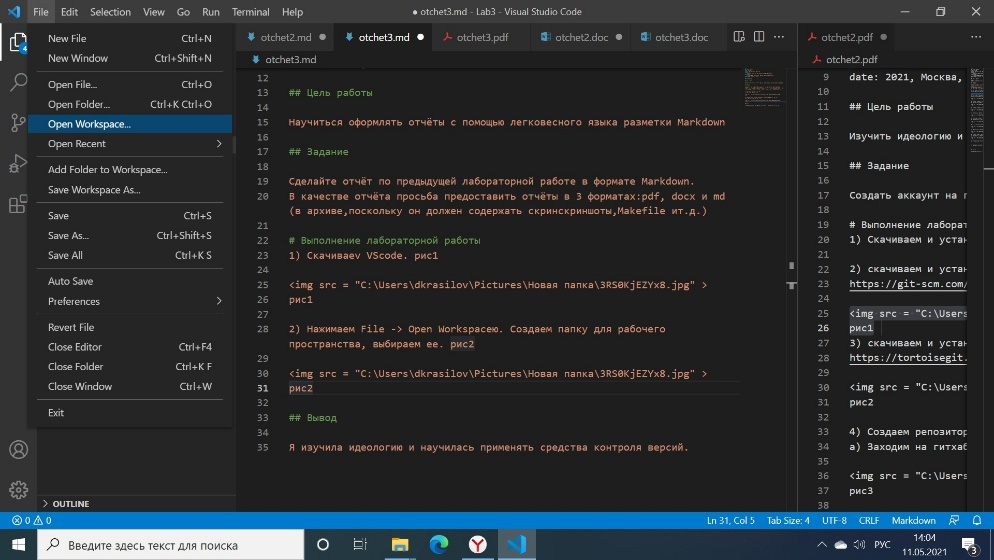 File Edit Selection View Go Run Terminal Help
● otchet3.md - Lab3 - Visual Studio Code
New File Ctrl+N
New Window Ctrl+Shift+N
Open File... Ctrl+O
Open Folder... Ctrl+K Ctrl+O
Open Workspace...
Open Recent
Add Folder to Workspace...
Save Workspace As...
Save Ctrl+S
Save As... Ctrl+Shift+S
Save All Ctrl+K S
Auto Save
Preferences
Revert File
Close Editor Ctrl+F4
Close Folder Ctrl+K F
Close Window Ctrl+W
Exit
OUTLINE
otchet2.md otchet3.md otchet3.pdf otchet2.doc otchet3.doc
otchet3.md
12
13 ## Цель работы
14
15 Научиться оформлять отчёты с помощью легковесного языка разметки Markdown
16
17 ## Задание
18
19 Сделайте отчёт по предыдущей лабораторной работе в формате Markdown.
20 В качестве отчёта просьба предоставить отчёты в 3 форматах:pdf, docx и md
(в архиве,поскольку он должен содержать скринскриншоты,Makefile ит.д.)
21
22 # Выполнение лабораторной работы
23 1) Скачиваеv VScode. рис1
24
25 <img src = "C:\Users\dkrasilov\Pictures\Новая папка\3RS0KjEZYx8.jpg" >
26 рис1
27
28 2) Нажимаем File -> Open Workspaceю. Создаем папку для рабочего
пространства, выбираем ее. рис2
29
30 <img src = "C:\Users\dkrasilov\Pictures\Новая папка\3RS0KjEZYx8.jpg" >
31 рис2
32
33 ## Вывод
34
35 Я изучила идеологию и научилась применять средства контроля версий.
otchet2.pdf
otchet2.pdf
9 date: 2021, Москва,
10
11 ## Цель работы
12
13 Изучить идеологию и
14
15 ## Задание
16
17 Создать аккаунт на
18
19 # Выполнение лаборат
20 1) Скачиваем и устан
21
22 2) скачиваем и устан
23 https://git-scm.com/
24
25 <img src = "C:\Users
26 рис1
27 3) скачиваем и устан
28 https://tortoisegit.
29
30 <img src = "C:\Users
31 рис2
32
33 4) Создаем репозитор
34 а) Заходим на гитхаб
35
36 <img src = "C:\Users
37 рис3
38
0 0 Ln 31, Col 5 Tab Size: 4 UTF-8 CRLF Markdown
Введите здесь текст для поиска
РУС
14:04
11.05.2021
3